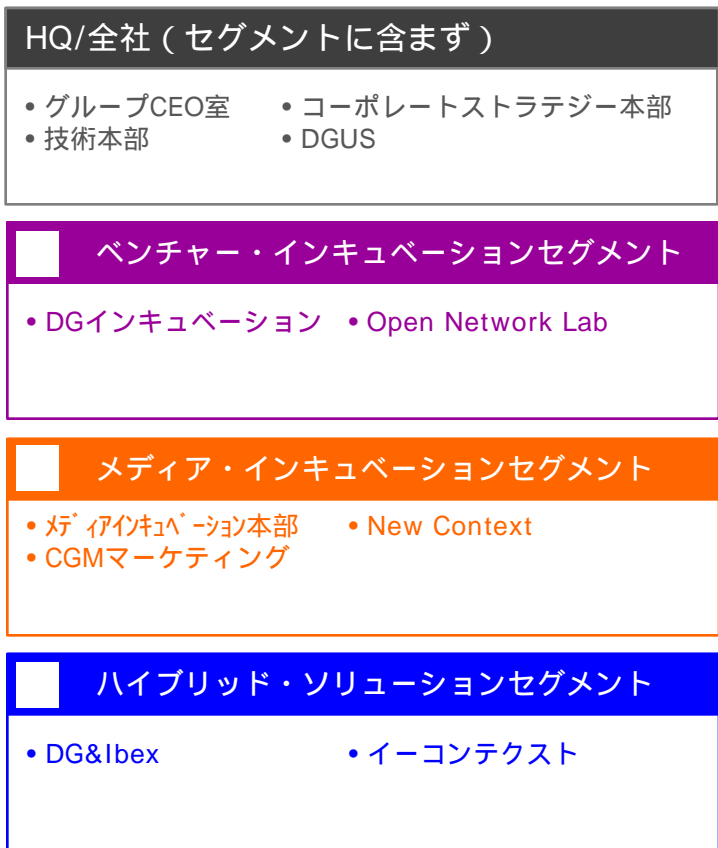 HQ/全社（セグメントに含まず）
• グループCEO室 • コーポレートストラテジー本部
• 技術本部 • DGUS
ベンチャー・インキュベーションセグメント
• DGインキュベーション • Open Network Lab
メディア・インキュベーションセグメント
• ﾒﾃﾞｨｱｲﾝｷｭﾍﾞｰｼｮﾝ本部 • New Context
• CGMマーケティング
ハイブリッド・ソリューションセグメント
• DG&Ibex • イーコンテクスト